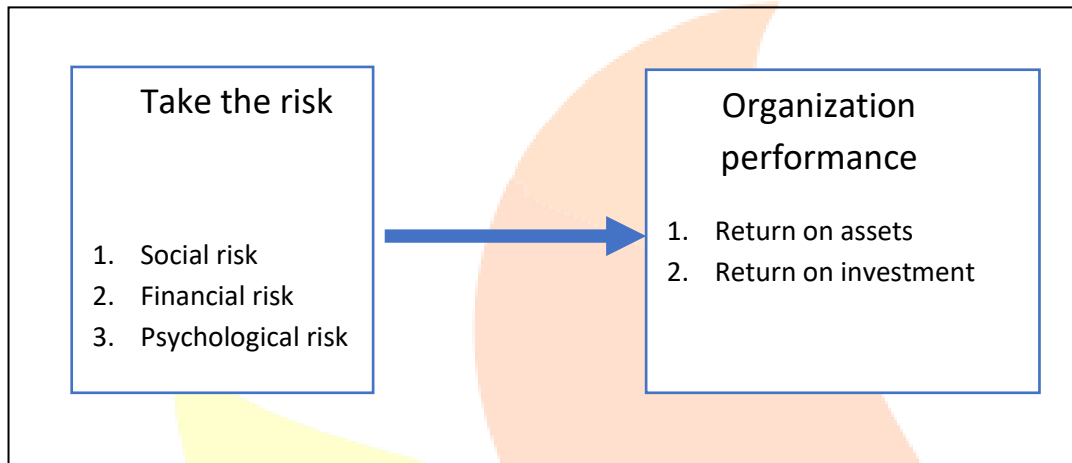 Take the risk
1. Social risk
2. Financial risk
3. Psychological risk
Organization
performance
1. Return on assets
2. Return on investment